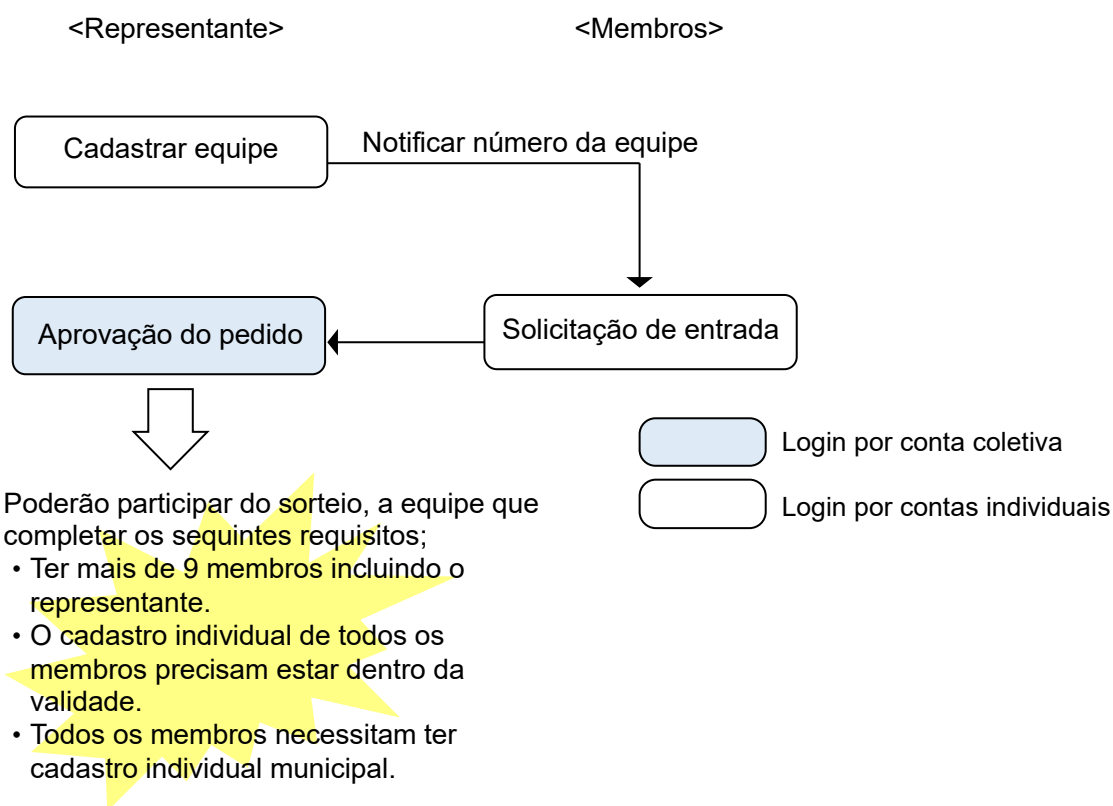 <Representante>
<Membros>
Cadastrar equipe
Notificar número da equipe
Aprovação do pedido
Solicitação de entrada
Login por conta coletiva
Login por contas individuais
Poderão participar do sorteio, a equipe que
completar os sequintes requisitos;
・Ter mais de 9 membros incluindo o
representante.
・O cadastro individual de todos os
membros precisam estar dentro da
validade.
・Todos os membros necessitam ter
cadastro individual municipal.